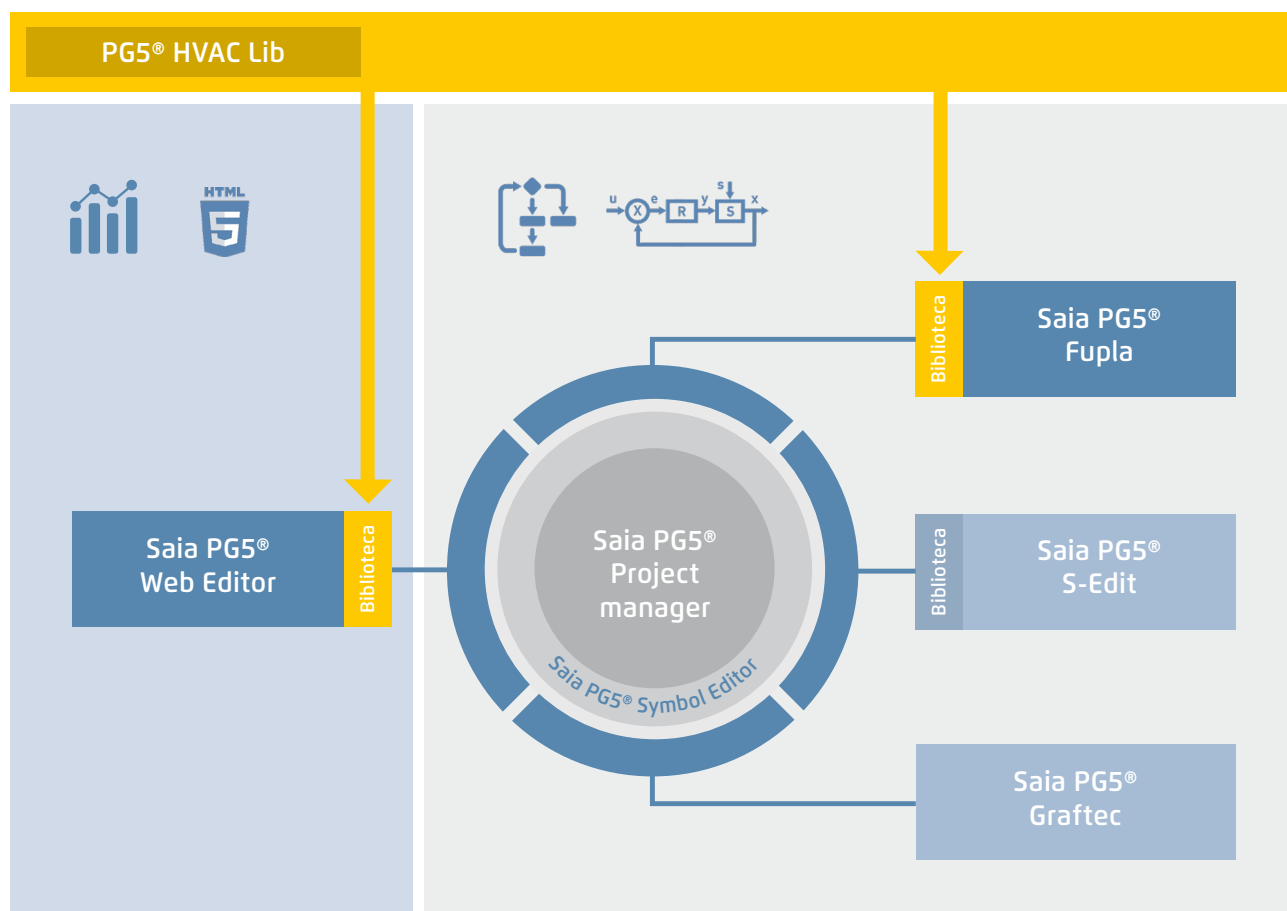 PG5® HVAC Lib
HTML
5
u
X
e
R
y
s
S
x
Biblioteca
Saia PG5®
Fupla
Saia PG5®
Web Editor
Biblioteca
Saia PG5®
Project
manager
Saia PG5® Symbol Editor
Biblioteca
Saia PG5®
S-Edit
Saia PG5®
Graftec